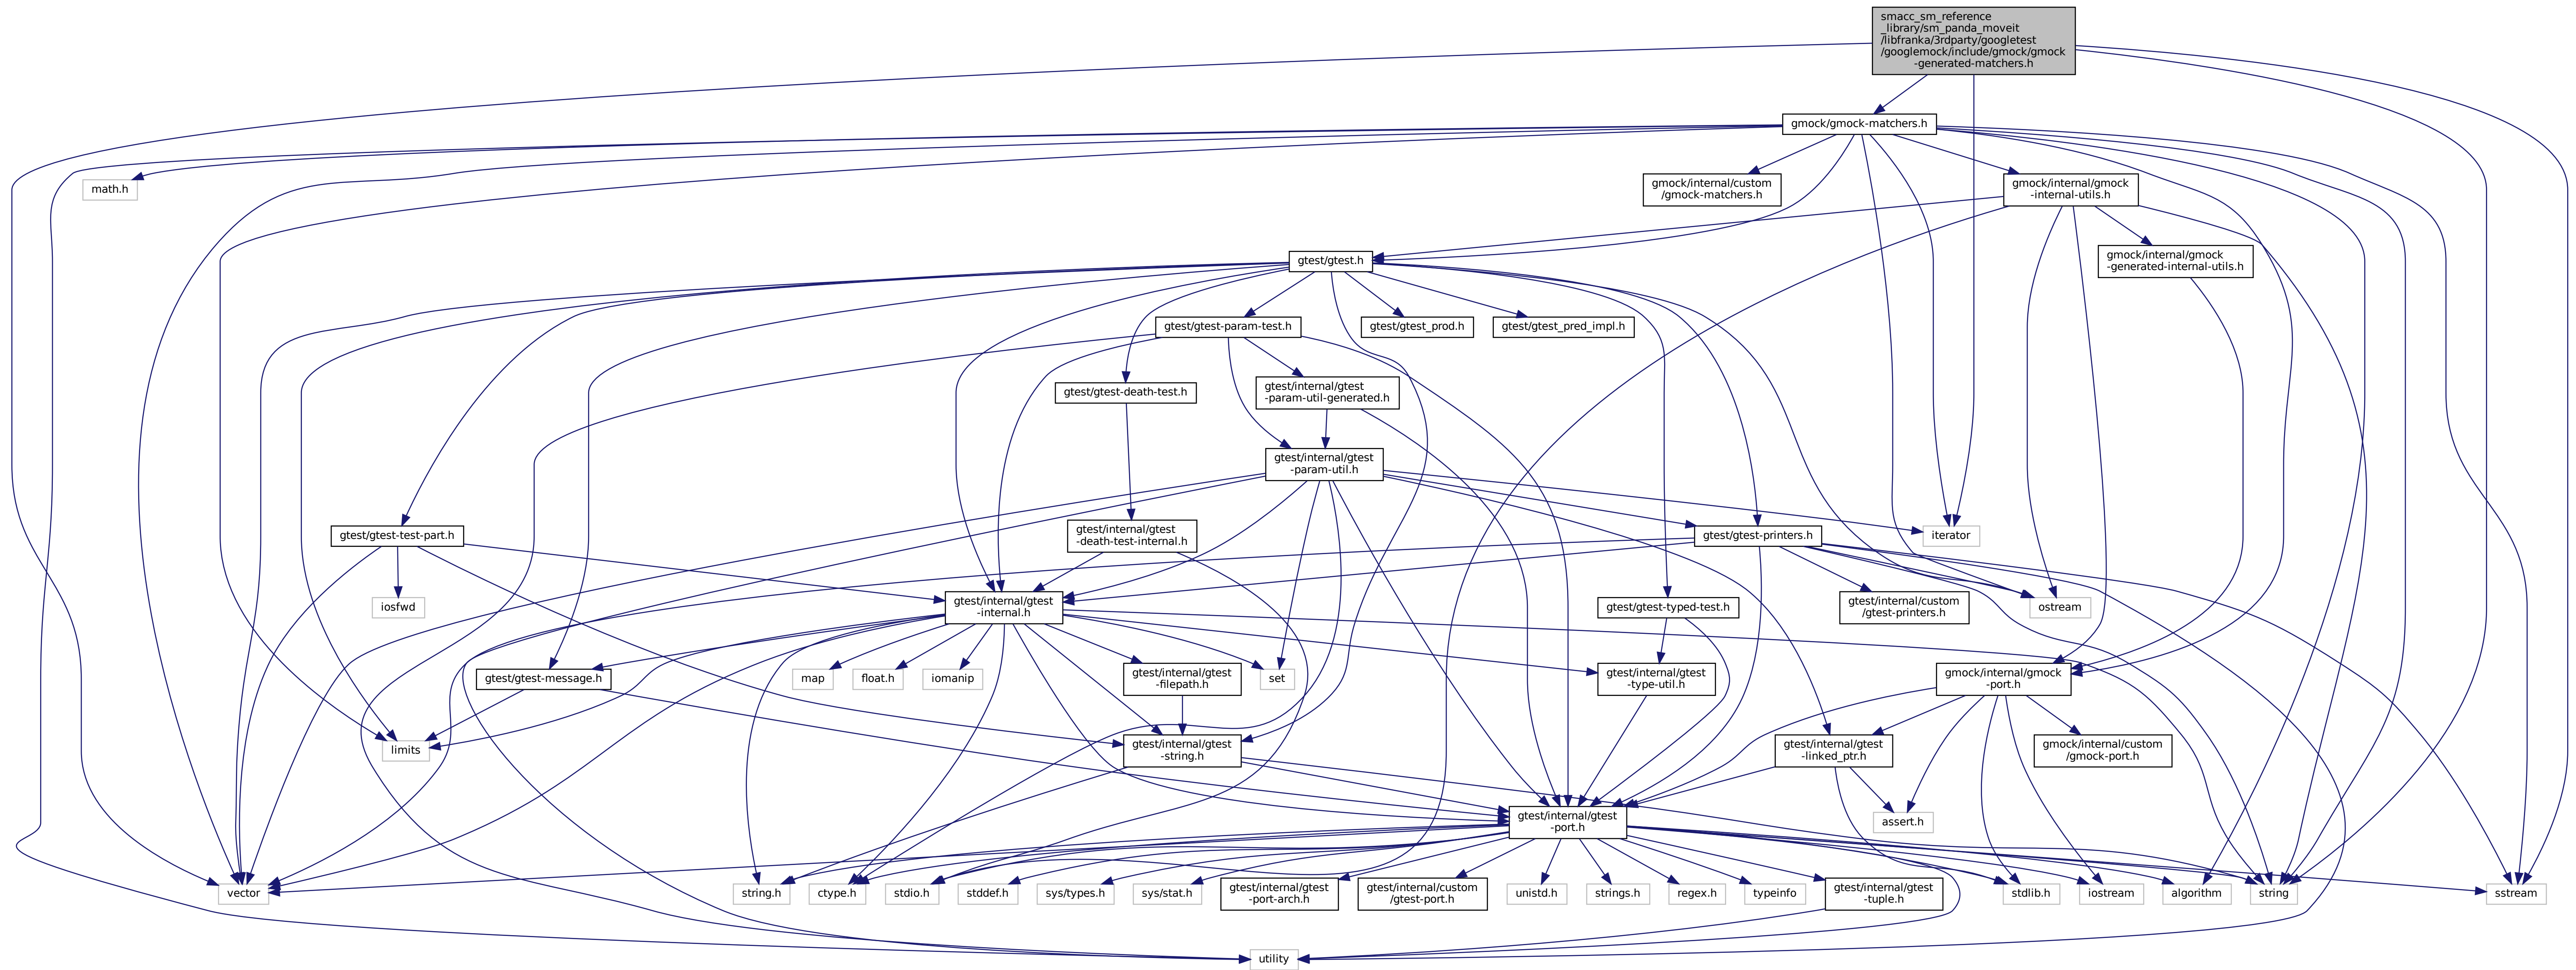 smacc_sm_reference
_library/sm_panda_moveit
/libfranka/3rdparty/googletest
/googlemock/include/gmock/gmock
-generated-matchers.h
gmock/gmock-matchers.h
math.h
gmock/internal/custom
/gmock-matchers.h
gmock/internal/gmock
-internal-utils.h
gtest/gtest.h
gmock/internal/gmock
-generated-internal-utils.h
gtest/gtest-param-test.h
gtest/gtest_prod.h
gtest/gtest_pred_impl.h
gtest/gtest-death-test.h
gtest/internal/gtest
-param-util-generated.h
gtest/internal/gtest
-param-util.h
gtest/gtest-test-part.h
gtest/internal/gtest
-death-test-internal.h
gtest/gtest-printers.h
iterator
iosfwd
gtest/internal/gtest
-internal.h
gtest/gtest-typed-test.h
gtest/internal/custom
/gtest-printers.h
ostream
gtest/gtest-message.h
map
float.h
iomanip
gtest/internal/gtest
-filepath.h
set
gtest/internal/gtest
-type-util.h
gmock/internal/gmock
-port.h
limits
gtest/internal/gtest
-string.h
gtest/internal/gtest
-linked_ptr.h
gmock/internal/custom
/gmock-port.h
gtest/internal/gtest
-port.h
assert.h
vector
string.h
ctype.h
stdio.h
stddef.h
sys/types.h
sys/stat.h
gtest/internal/gtest
-port-arch.h
gtest/internal/custom
/gtest-port.h
unistd.h
strings.h
regex.h
typeinfo
gtest/internal/gtest
-tuple.h
stdlib.h
iostream
algorithm
string
sstream
utility